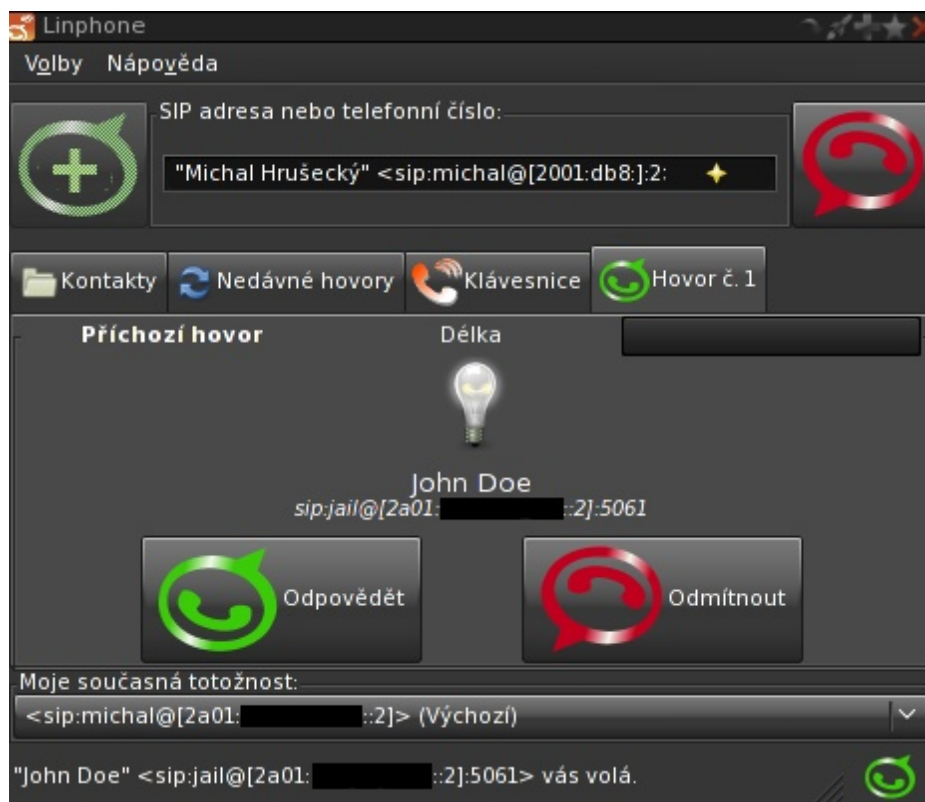 Linphone
Volby Nápověda
SIP adresa nebo telefonní číslo:
"Michal Hrušecký" <sip:michal@[2001:db8:]:2:
Kontakty Nedávné hovory Klávesnice Hovor č. 1
Příchozí hovor Délka
John Doe
sip:jail@[2a01: ::2]:5061
Odpovědět Odmítnout
Moje současná totožnost:
<sip:michal@[2a01: ::2]> (Výchozí)
"John Doe" <sip:jail@[2a01: ::2]:5061> vás volá.